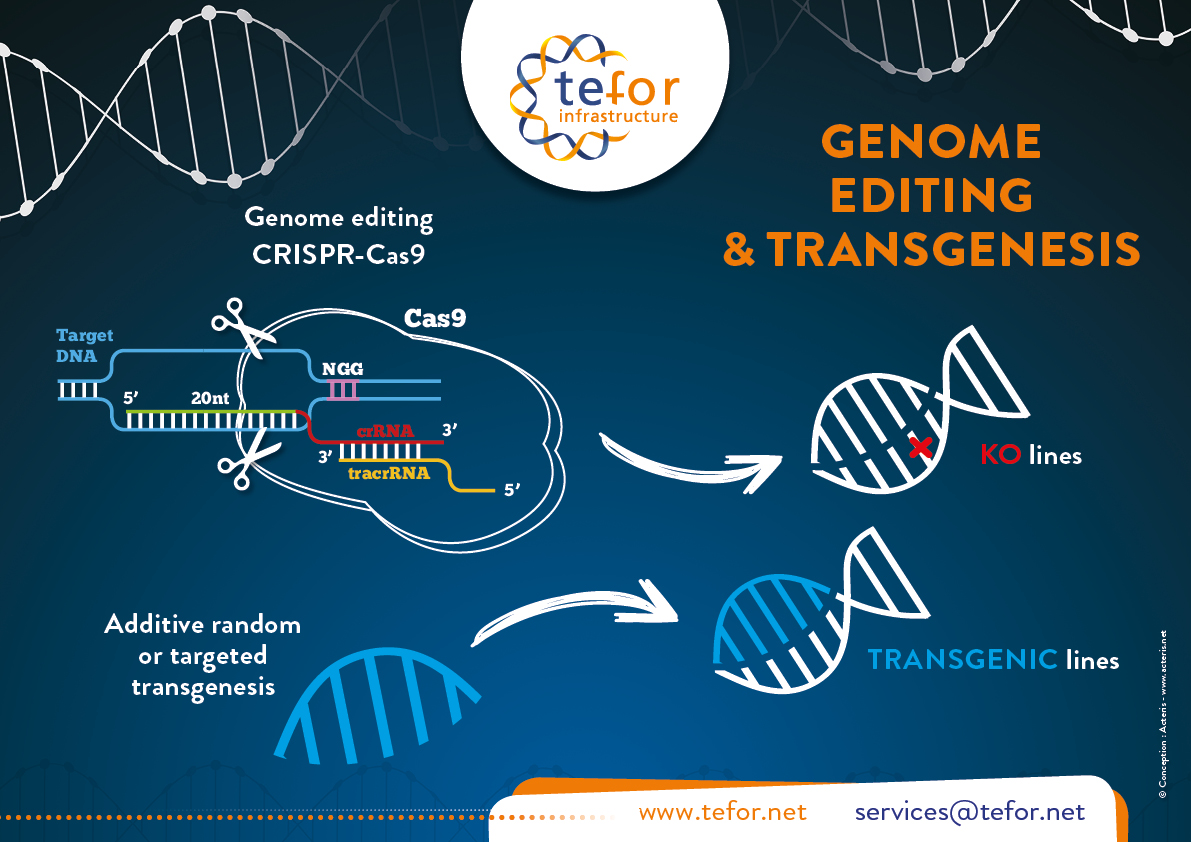 tefor
infrastructure
GENOME
EDITING
& TRANSGENESIS
Genome editing
CRISPR-Cas9
Cas9
Target
DNA
NGG
5’
20nt
crRNA
3’
3’
tracrRNA
5’
KO lines
Additive random
or targeted
transgenesis
TRANSGENIC lines
© Conception : Acteris - www.acteris.net
www.tefor.net
services@tefor.net